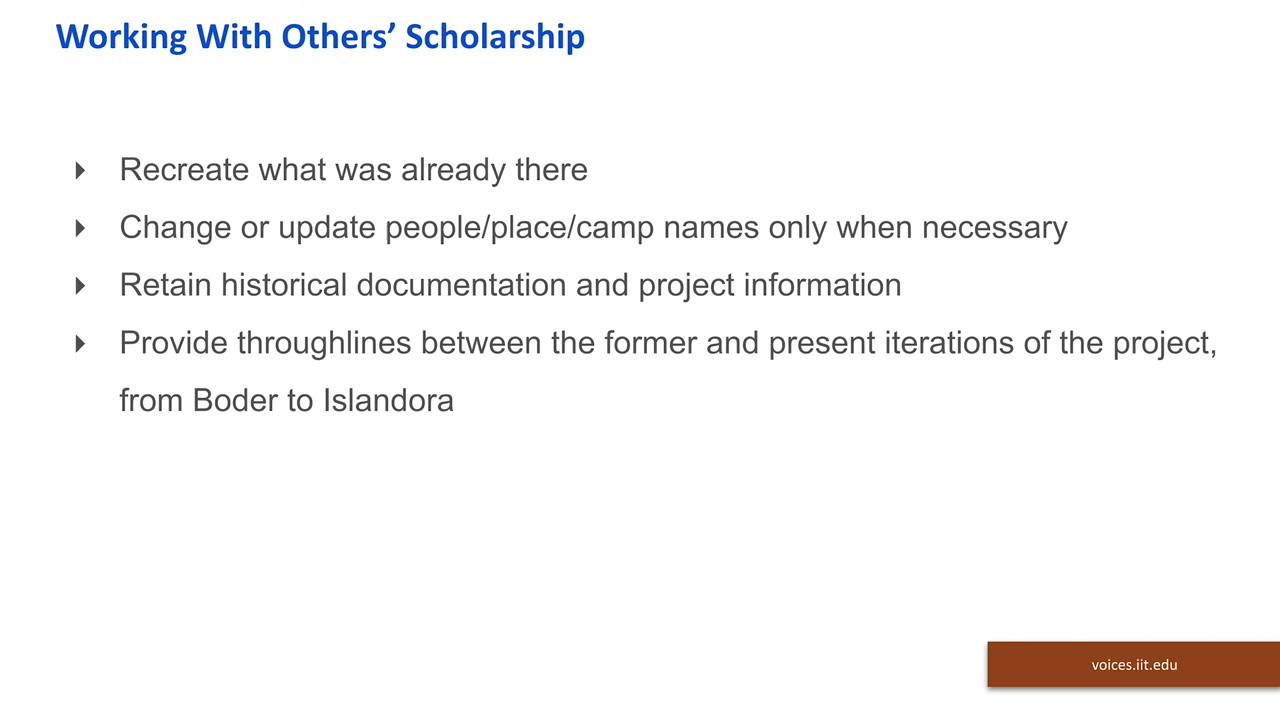 Working With Others’ Scholarship
Recreate what was already there
Change or update people/place/camp names only when necessary
Retain historical documentation and project information
Provide throughlines between the former and present iterations of the project,
from Boder to Islandora
voices.iit.edu